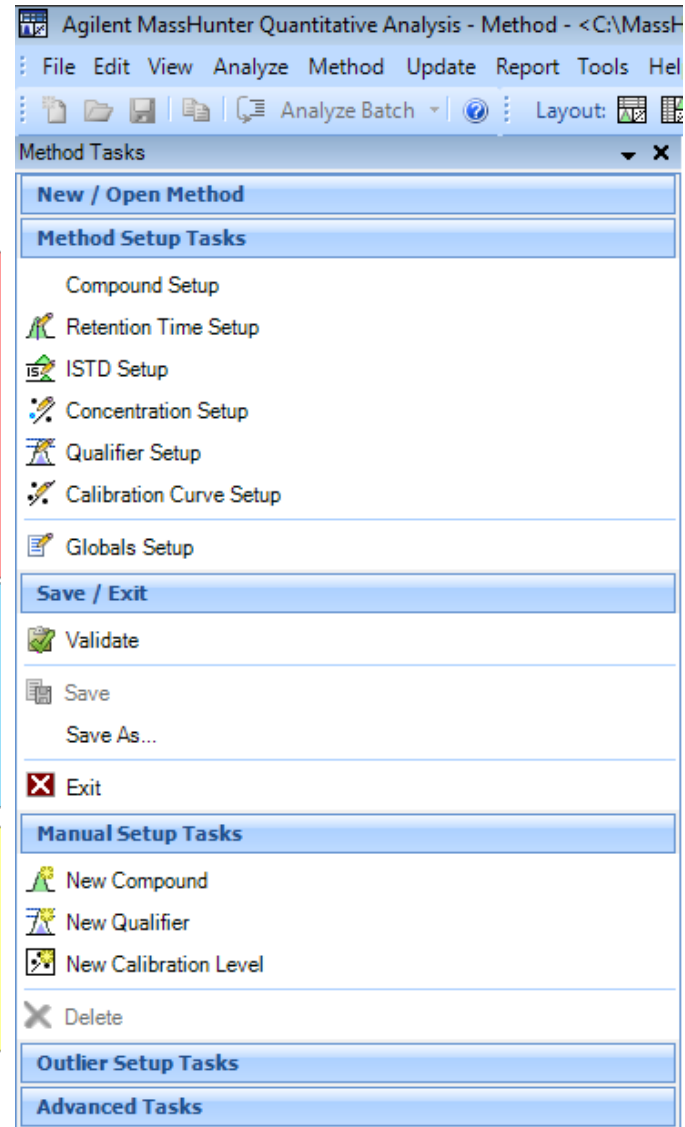 Agilent MassHunter Quantitative Analysis - Method - <C:\MassH
File Edit View Analyze Method Update Report Tools Hel
Analyze Batch Layout:
Method Tasks
New / Open Method
Method Setup Tasks
Compound Setup
Retention Time Setup
ISTD Setup
Concentration Setup
Qualifier Setup
Calibration Curve Setup
Globals Setup
Save / Exit
Validate
Save
Save As...
Exit
Manual Setup Tasks
New Compound
New Qualifier
New Calibration Level
Delete
Outlier Setup Tasks
Advanced Tasks